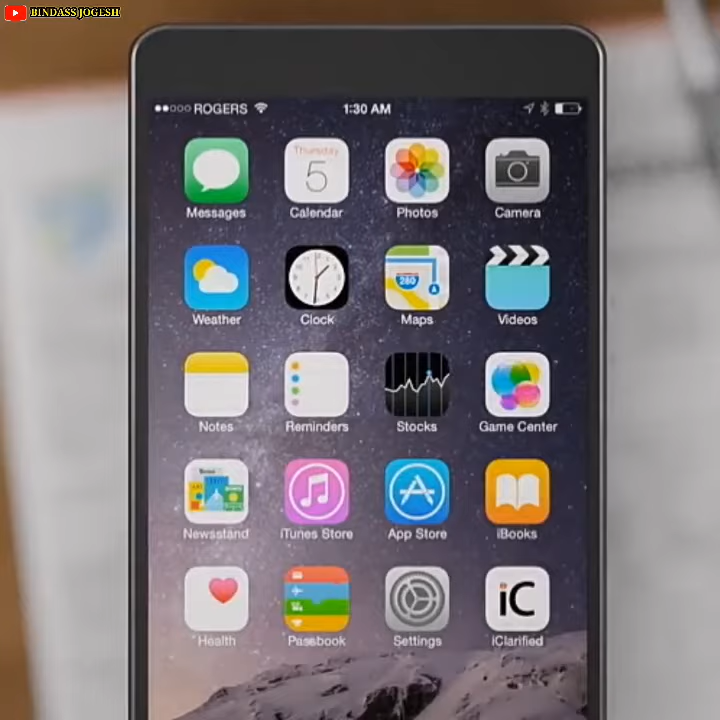 BINDASS JOGESH
ROGERS 1:30 AM
Thursday
5
Messages Calendar Photos Camera
280
Weather Clock Maps Videos
Notes Reminders Stocks Game Center
Newsstand iTunes Store App Store iBooks
iC
Health Passbook Settings iClarified